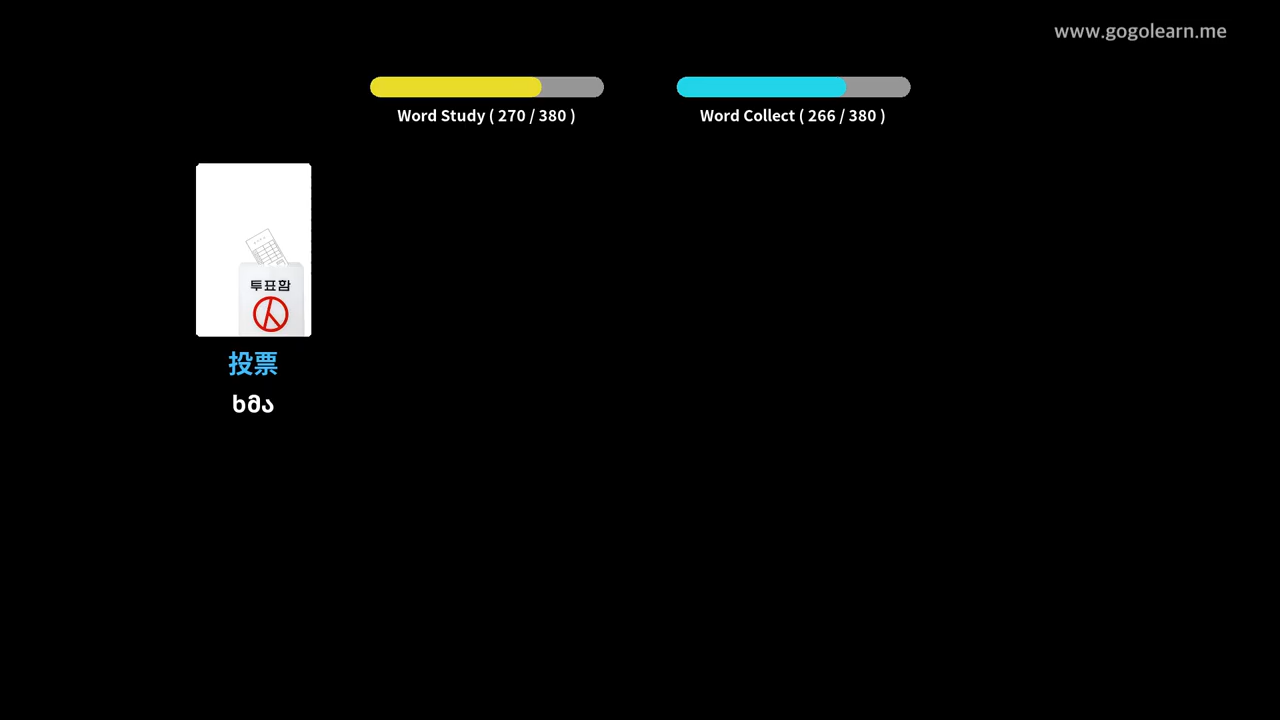 www.gogolearn.me
Word Study ( 270 / 380 )
Word Collect ( 266 / 380 )
투표함
投票
ხმა